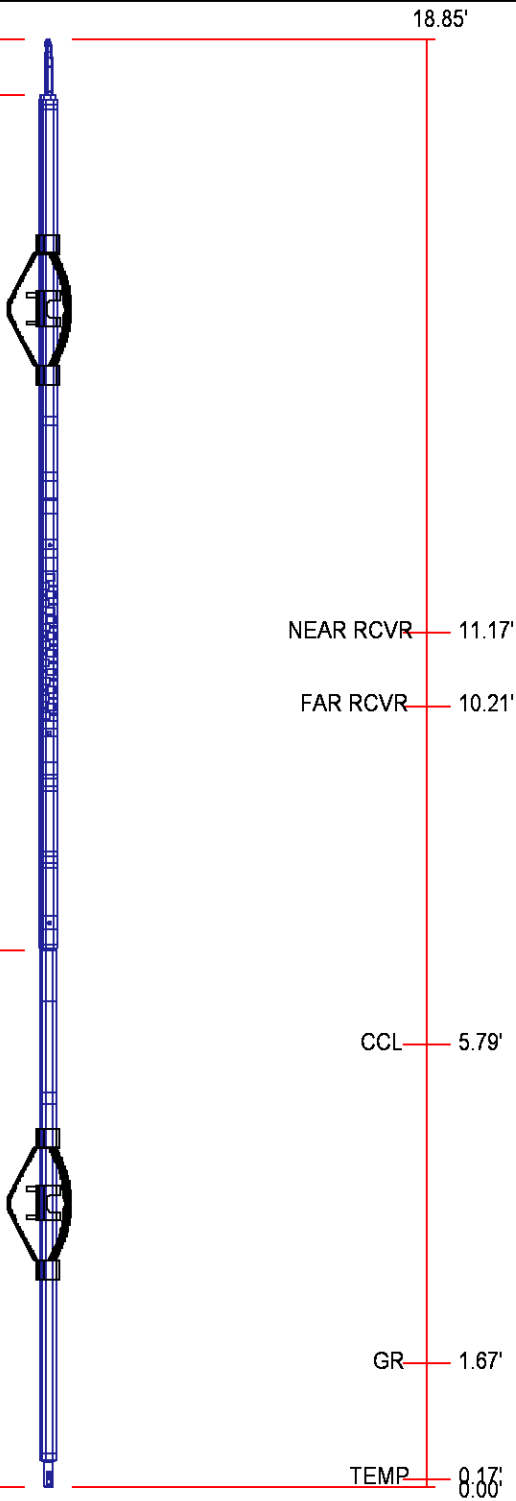 18.85'
NEAR RCVR 11.17'
FAR RCVR 10.21'
CCL 5.79'
GR 1.67'
TEMP 0.17'
0.00'